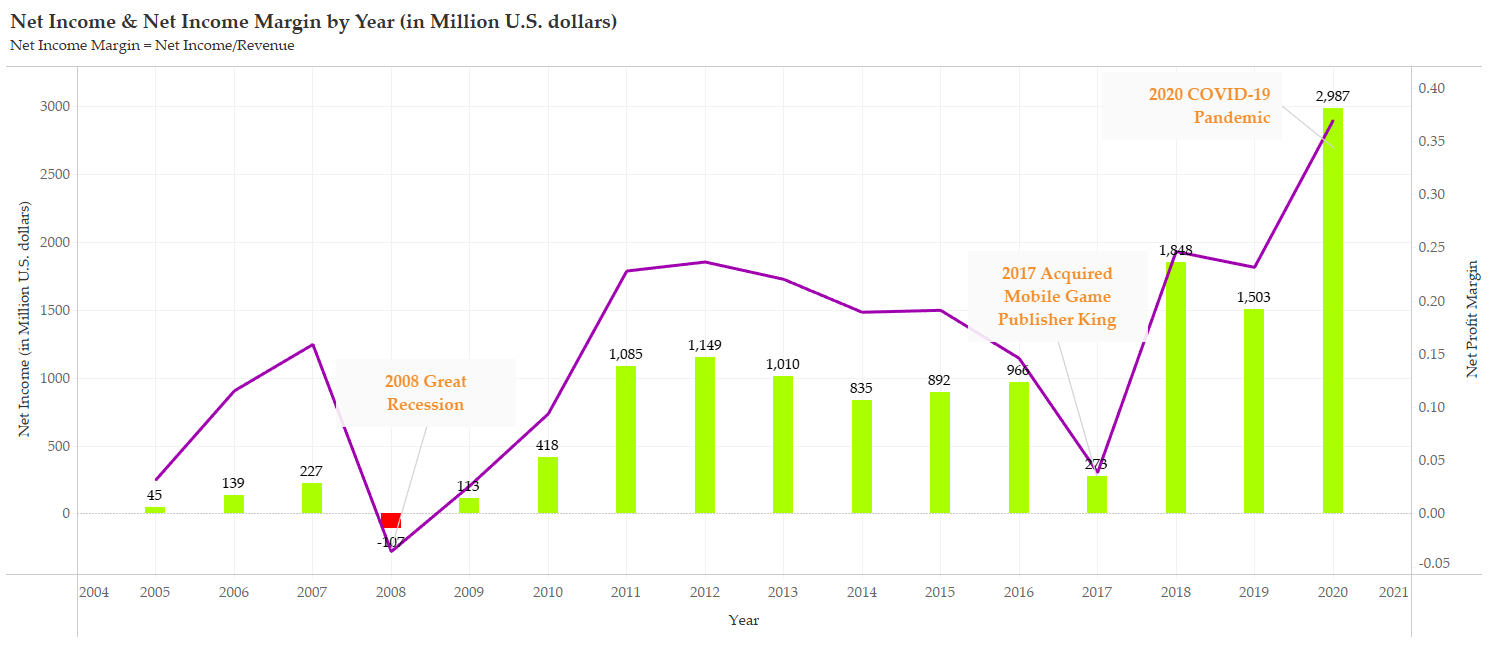 Net Income & Net Income Margin by Year (in Million U.S. dollars)
Net Income Margin = Net Income/Revenue
Net Income (in Million U.S. dollars)
3000
2500
2000
1500
1000
500
0
2020 COVID-19
Pandemic
2017 Acquired
Mobile Game
Publisher King
2008 Great
Recession
45
139
227
-107
113
418
1,085
1,149
1,010
835
892
966
273
1,848
1,503
2,987
0.40
0.35
0.30
0.25
0.20
0.15
0.10
0.05
0.00
-0.05
Net Profit Margin
2004 2005 2006 2007 2008 2009 2010 2011 2012 2013 2014 2015 2016 2017 2018 2019 2020 2021
Year